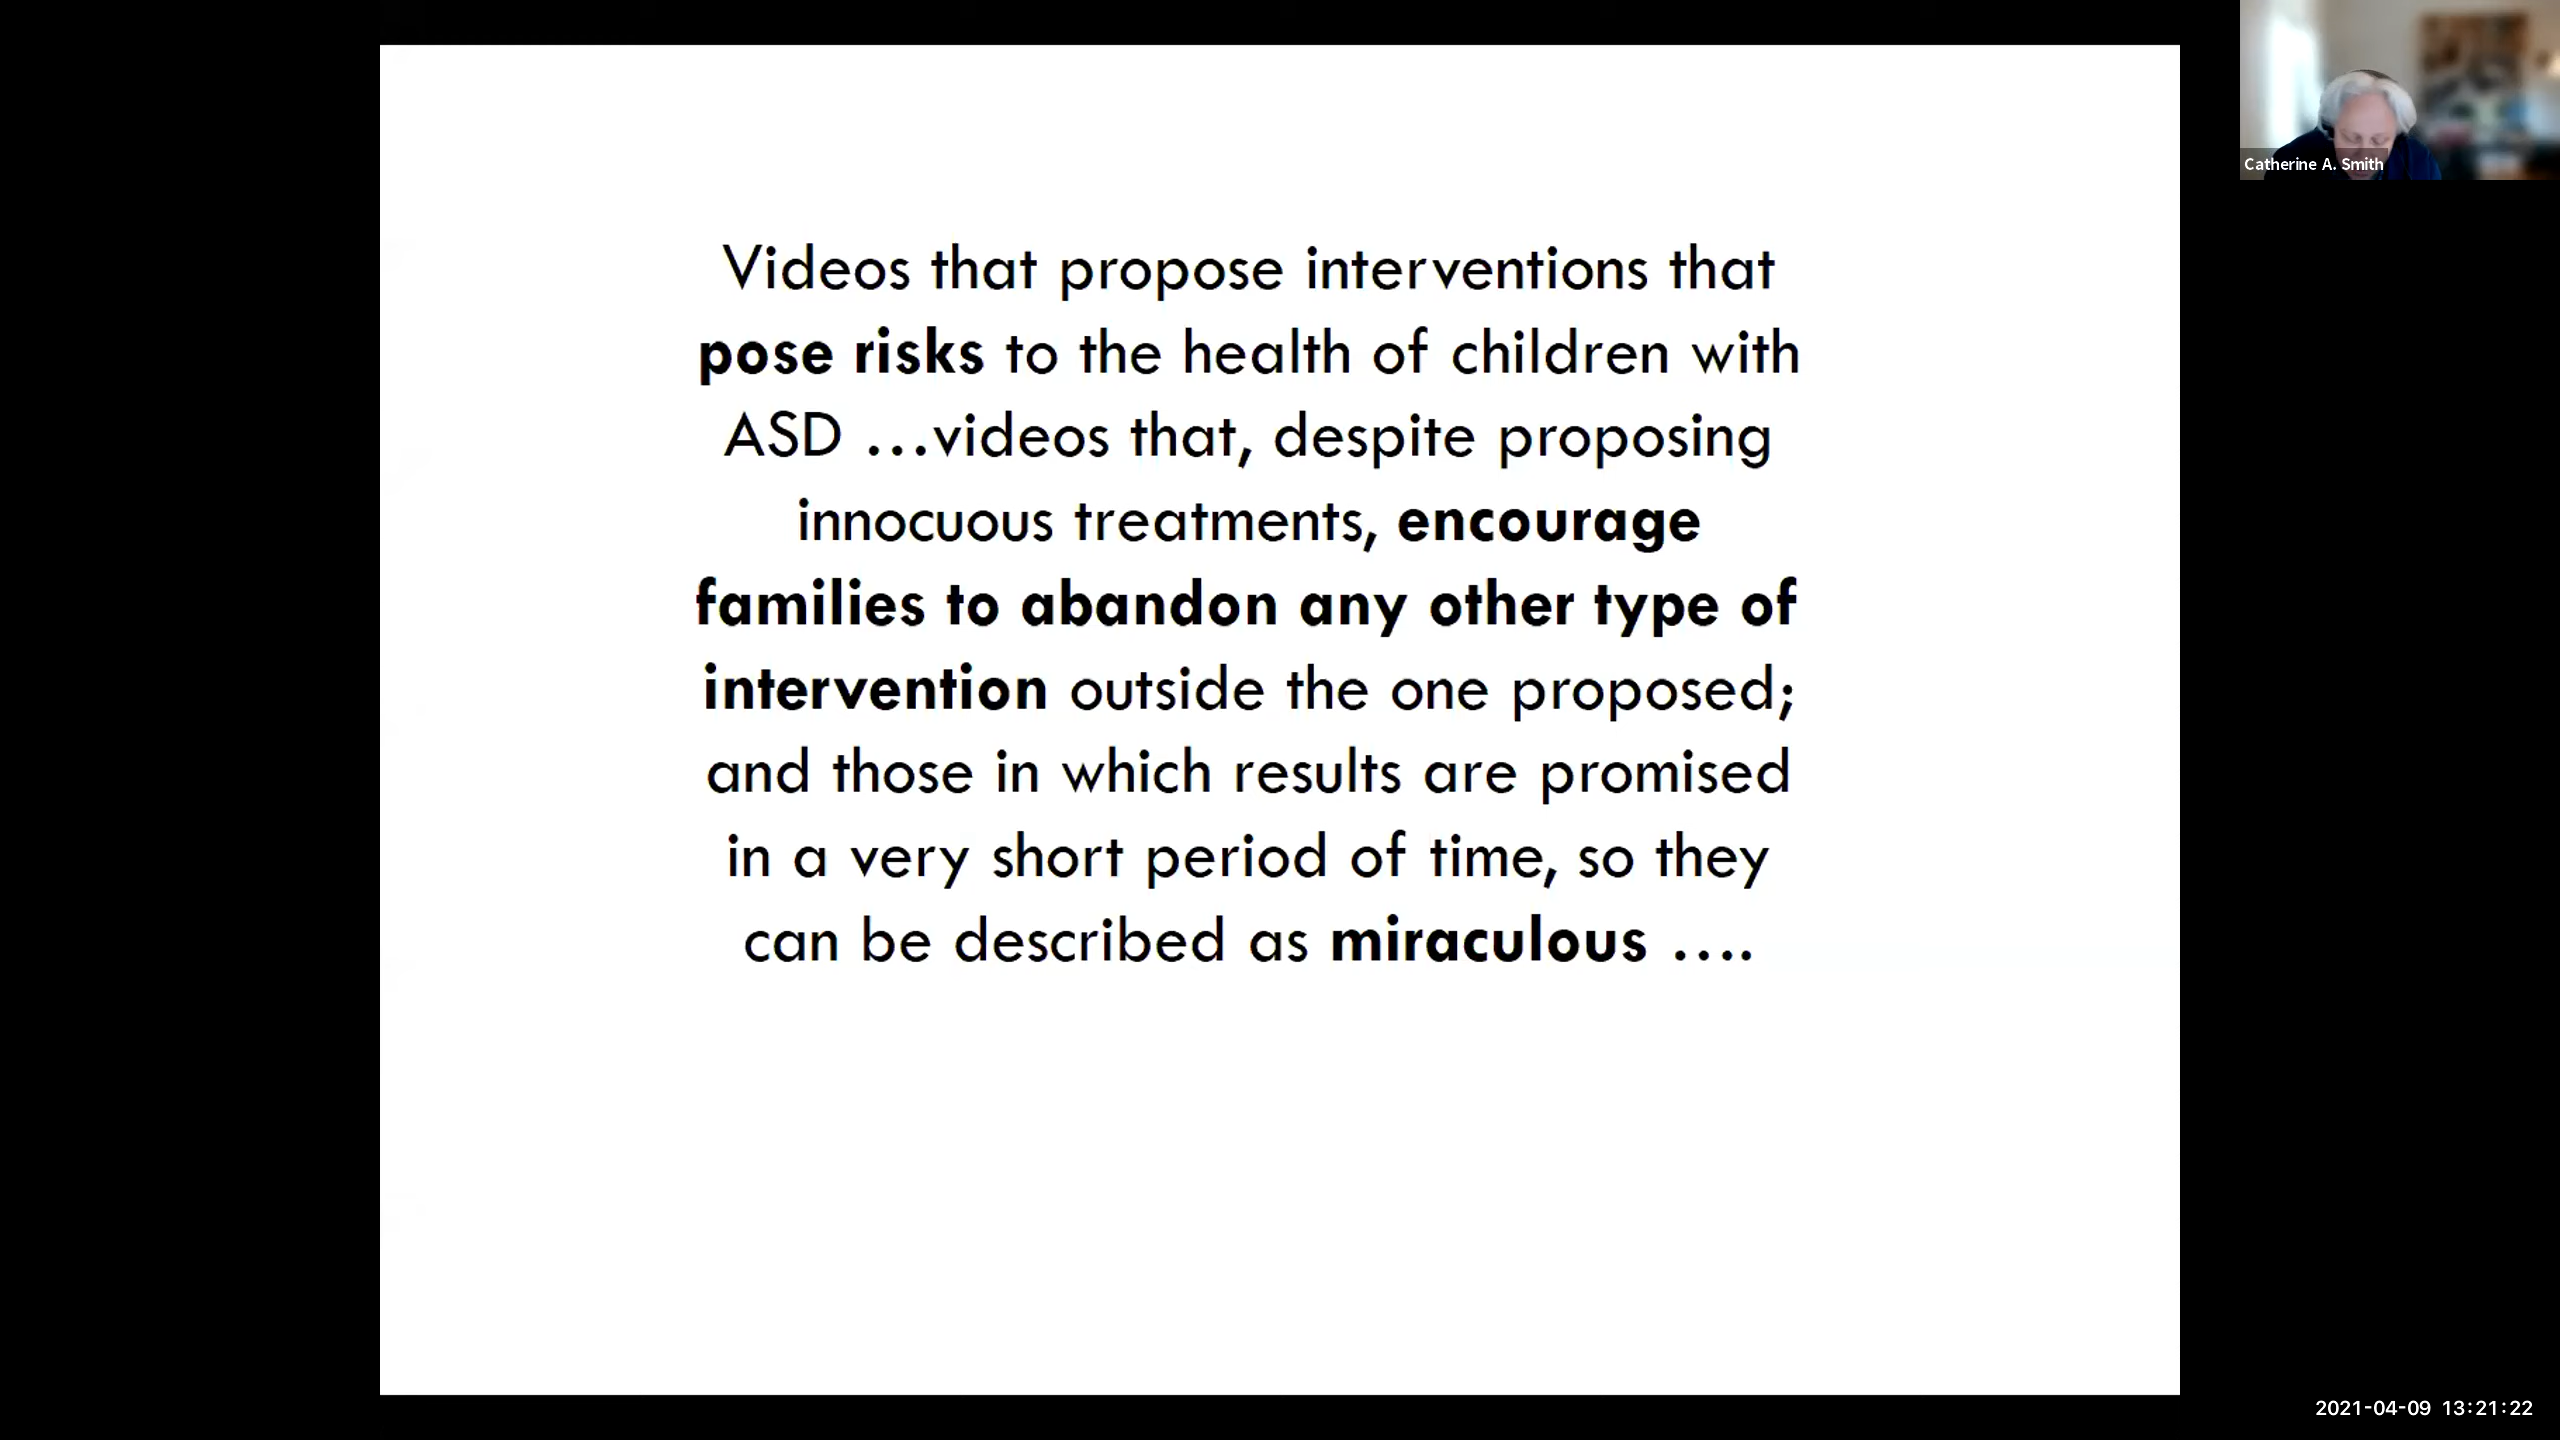 Videos that propose interventions that
pose risks to the health of children with
ASD …videos that, despite proposing
innocuous treatments, encourage
families to abandon any other type of
intervention outside the one proposed;
and those in which results are promised
in a very short period of time, so they
can be described as miraculous ….
Catherine A. Smith
2021-04-09 13:21:22